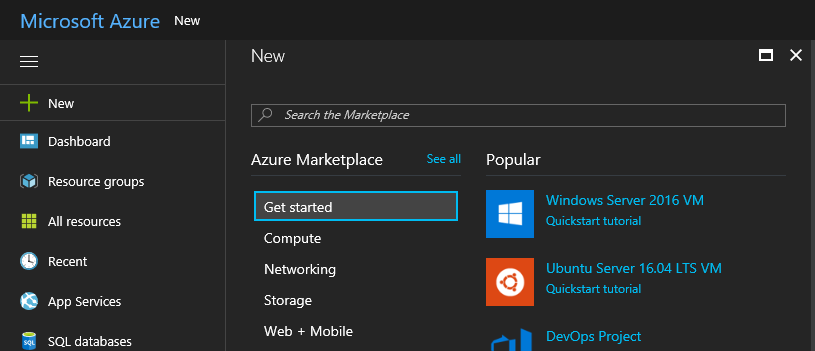 Microsoft Azure New
New
Dashboard
Resource groups
All resources
Recent
App Services
SQL databases
New
Search the Marketplace
Azure Marketplace See all
Get started
Compute
Networking
Storage
Web + Mobile
Popular
Windows Server 2016 VM
Quickstart tutorial
Ubuntu Server 16.04 LTS VM
Quickstart tutorial
DevOps Project